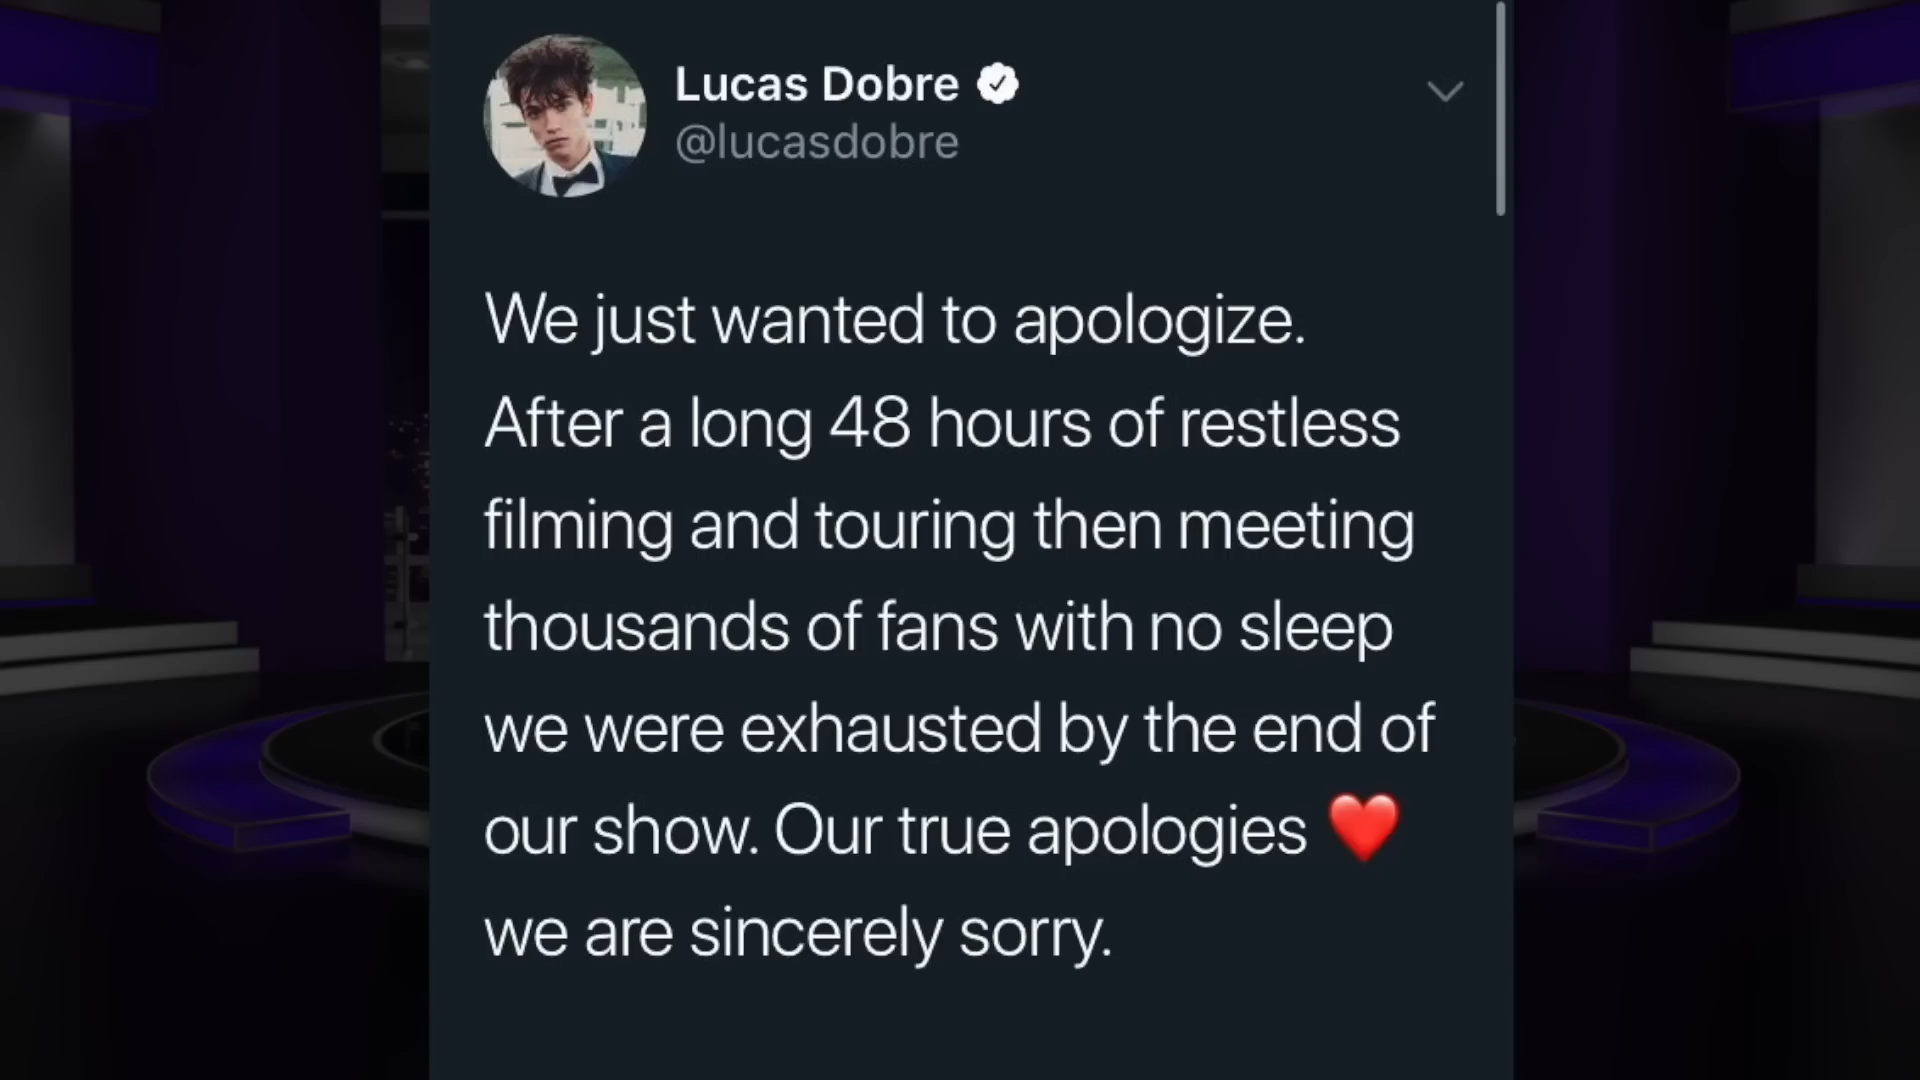 Lucas Dobre
@lucasdobre
We just wanted to apologize.
After a long 48 hours of restless
filming and touring then meeting
thousands of fans with no sleep
we were exhausted by the end of
our show. Our true apologies ❤️
we are sincerely sorry.